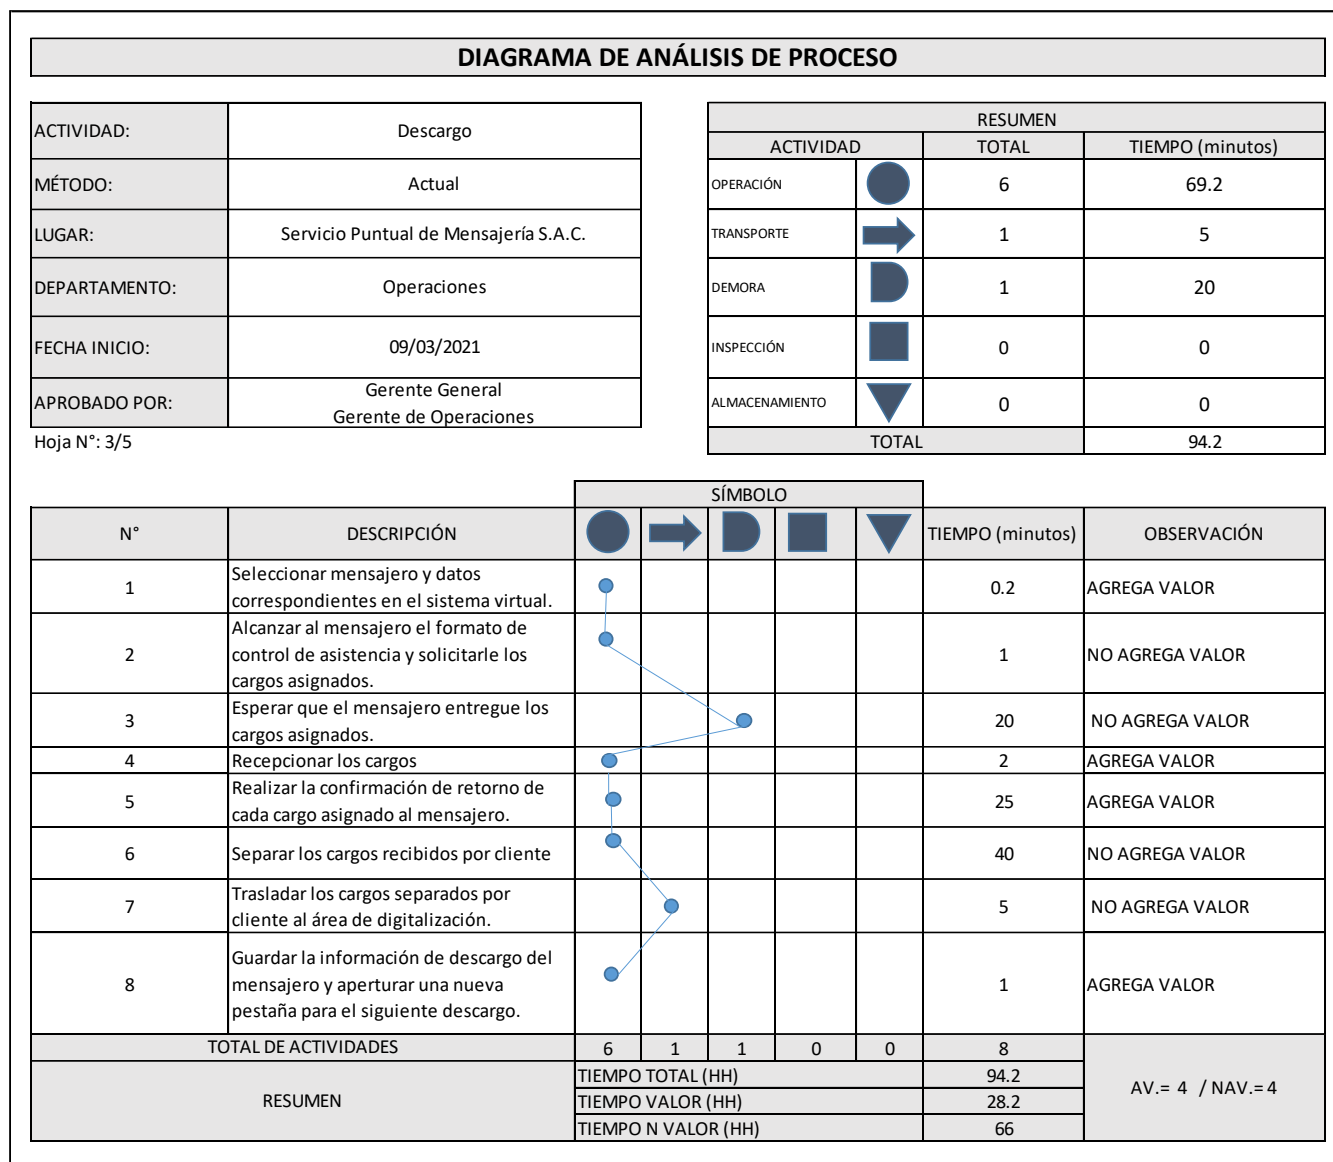 DIAGRAMA DE ANÁLISIS DE PROCESO
ACTIVIDAD: Descargo
MÉTODO: Actual
LUGAR: Servicio Puntual de Mensajería S.A.C.
DEPARTAMENTO: Operaciones
FECHA INICIO: 09/03/2021
APROBADO POR: Gerente General
Gerente de Operaciones
Hoja N°: 3/5
RESUMEN
ACTIVIDAD TOTAL TIEMPO (minutos)
OPERACIÓN 6 69.2
TRANSPORTE 1 5
DEMORA 1 20
INSPECCIÓN 0 0
ALMACENAMIENTO 0 0
TOTAL 94.2
SÍMBOLO
N° DESCRIPCIÓN TIEMPO (minutos) OBSERVACIÓN
1 Seleccionar mensajero y datos
correspondientes en el sistema virtual. 0.2 AGREGA VALOR
Alcanzar al mensajero el formato de
2 control de asistencia y solicitarle los 1 NO AGREGA VALOR
cargos asignados.
3 Esperar que el mensajero entregue los
cargos asignados. 20 NO AGREGA VALOR
4 Recepcionar los cargos 2 AGREGA VALOR
5 Realizar la confirmación de retorno de
cada cargo asignado al mensajero. 25 AGREGA VALOR
6 Separar los cargos recibidos por cliente 40 NO AGREGA VALOR
7 Trasladar los cargos separados por
cliente al área de digitalización. 5 NO AGREGA VALOR
Guardar la información de descargo del
8 mensajero y aperturar una nueva 1 AGREGA VALOR
pestaña para el siguiente descargo.
TOTAL DE ACTIVIDADES 6 1 1 0 0 8
RESUMEN
TIEMPO TOTAL (HH) 94.2
TIEMPO VALOR (HH) 28.2
TIEMPO N VALOR (HH) 66
AV.= 4 / NAV.= 4